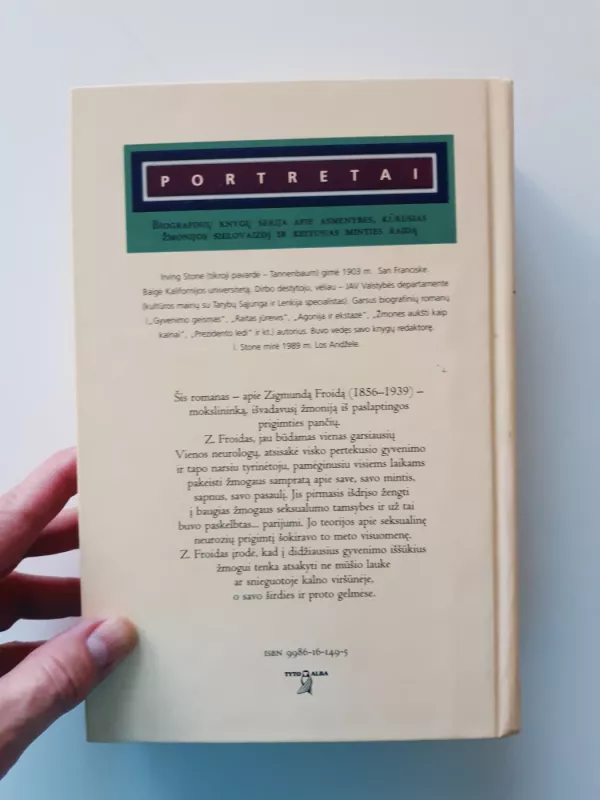 PORTRETAI
BIOGRAFINIŲ KNYGŲ SERIJA APIE ASMENYBES, KŪRUSIAS
ŽMONIJOS SIELOVAIZDĮ IR KEITUSIAS MINTIES RAIDĄ
Irving Stone (tikroji pavardė – Tannenbaum) gimė 1903 m. San Franciske.
Baigė Kalifornijos universitetą. Dirbo dėstytoju, vėliau – JAV Valstybės departamente
(kultūros mainų su Tarybų Sąjunga ir Lenkija specialistas). Garsus biografinių romanų
(„Gyvenimo geismas“, „Raitas jūreivis“, „Agonija ir ekstazė“, „Žmonės aukšti kaip
kalnai“, „Prezidento ledi“ ir kt.) autorius. Buvo vedęs savo knygų redaktorę.
I. Stone mirė 1989 m. Los Andžele.
Šis romanas – apie Zigmundą Froidą (1856–1939) –
mokslininką, išvadavusį žmoniją iš paslaptingos
prigimties pančių.
Z. Froidas, jau būdamas vienas garsiausių
Vienos neurologų, atsisakė visko pertekusio gyvenimo
ir tapo narsiu tyrinėtoju, pamėginusiu visiems laikams
pakeisti žmogaus sampratą apie save, savo mintis,
sapnus, savo pasaulį. Jis pirmasis išdrįso žengti
į baugias žmogaus seksualumo tamsybes ir už tai
buvo paskelbtas... parijumi. Jo teorijos apie seksualinę
neurozių prigimtį šokiravo to meto visuomenę.
Z. Froidas įrodė, kad į didžiausius gyvenimo iššūkius
žmogui tenka atsakyti ne mūšio lauke
ar snieguotoje kalno viršūnėje,
o savo širdies ir proto gelmėse.
ISBN 9986-16-149-5
TYTO ALBA